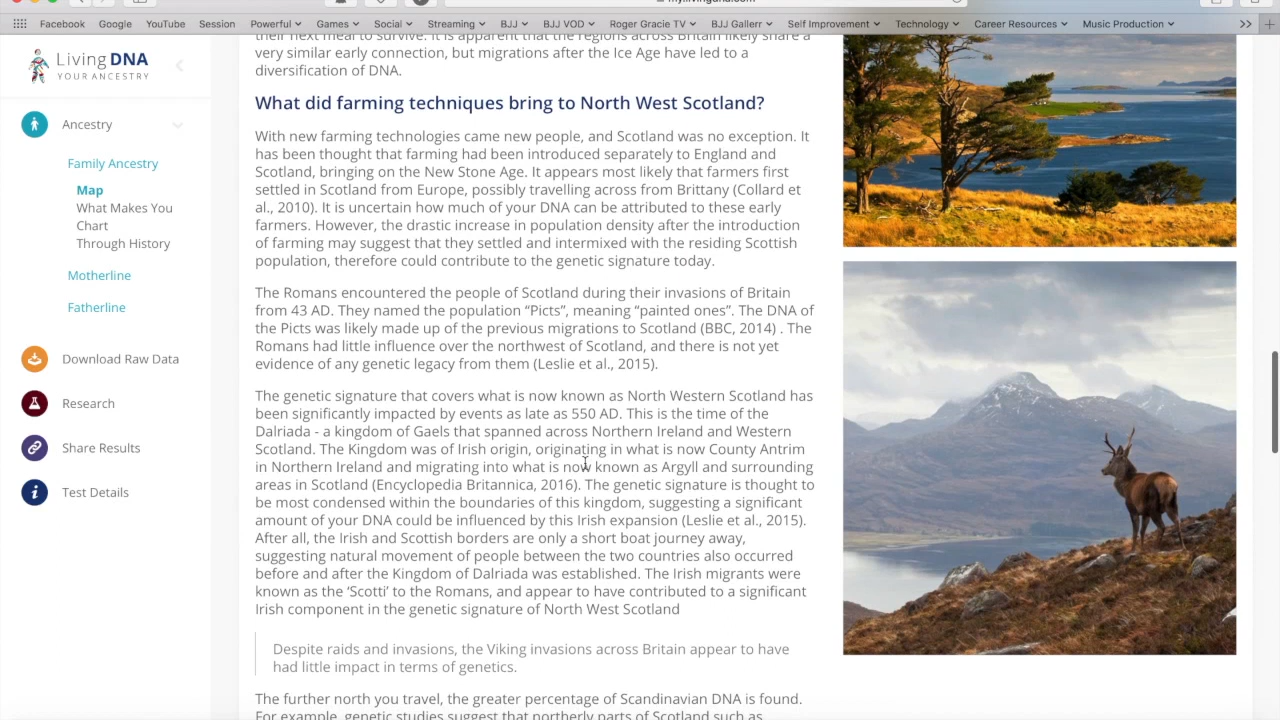 Facebook Google YouTube Session Powerful Games Social Streaming BJJ BJJ VOD Roger Gracie TV BJJ Gallerr Self Improvement Technology Career Resources Music Production
Living DNA
YOUR ANCESTRY
Ancestry
Family Ancestry
Map
What Makes You
Chart
Through History
Motherline
Fatherline
Download Raw Data
Research
Share Results
Test Details
their next meal to survive. It is apparent that the regions across Britain likely share a
very similar early connection, but migrations after the Ice Age have led to a
diversification of DNA.
What did farming techniques bring to North West Scotland?
With new farming technologies came new people, and Scotland was no exception. It
has been thought that farming had been introduced separately to England and
Scotland, bringing on the New Stone Age. It appears most likely that farmers first
settled in Scotland from Europe, possibly travelling across from Brittany (Collard et
al., 2010). It is uncertain how much of your DNA can be attributed to these early
farmers. However, the drastic increase in population density after the introduction
of farming may suggest that they settled and intermixed with the residing Scottish
population, therefore could contribute to the genetic signature today.
The Romans encountered the people of Scotland during their invasions of Britain
from 43 AD. They named the population “Picts”, meaning “painted ones”. The DNA of
the Picts was likely made up of the previous migrations to Scotland (BBC, 2014) . The
Romans had little influence over the northwest of Scotland, and there is not yet
evidence of any genetic legacy from them (Leslie et al., 2015).
The genetic signature that covers what is now known as North Western Scotland has
been significantly impacted by events as late as 550 AD. This is the time of the
Dalriada - a kingdom of Gaels that spanned across Northern Ireland and Western
Scotland. The Kingdom was of Irish origin, originating in what is now County Antrim
in Northern Ireland and migrating into what is now known as Argyll and surrounding
areas in Scotland (Encyclopedia Britannica, 2016). The genetic signature is thought to
be most condensed within the boundaries of this kingdom, suggesting a significant
amount of your DNA could be influenced by this Irish expansion (Leslie et al., 2015).
After all, the Irish and Scottish borders are only a short boat journey away,
suggesting natural movement of people between the two countries also occurred
before and after the Kingdom of Dalriada was established. The Irish migrants were
known as the ‘Scotti’ to the Romans, and appear to have contributed to a significant
Irish component in the genetic signature of North West Scotland
Despite raids and invasions, the Viking invasions across Britain appear to have
had little impact in terms of genetics.
The further north you travel, the greater percentage of Scandinavian DNA is found.
For example, genetic studies suggest that northerly parts of Scotland such as